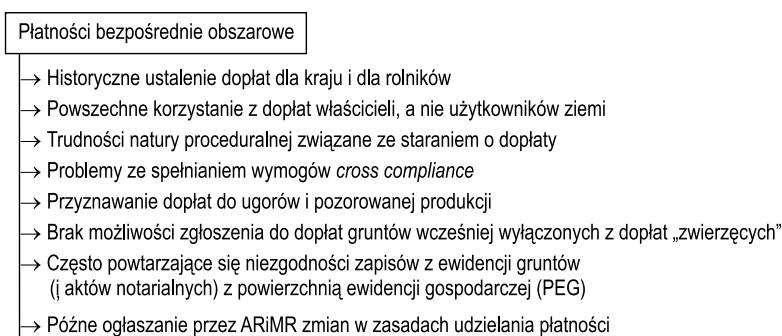 Płatności bezpośrednie obszarowe
→ Historyczne ustalenie dopłat dla kraju i dla rolników
→ Powszechne korzystanie z dopłat właścicieli, a nie użytkowników ziemi
→ Trudności natury proceduralnej związane ze staraniem o dopłaty
→ Problemy ze spełnianiem wymogów cross compliance
→ Przyznawanie dopłat do ugorów i pozorowanej produkcji
→ Brak możliwości zgłoszenia do dopłat gruntów wcześniej wyłączonych z dopłat „zwierzęcych”
→ Często powtarzające się niezgodności zapisów z ewidencji gruntów
(į aktów notarialnych) z powierzchnią ewidencji gospodarczej (PEG)
→ Późne ogłaszanie przez ARiMR zmian w zasadach udzielania płatności